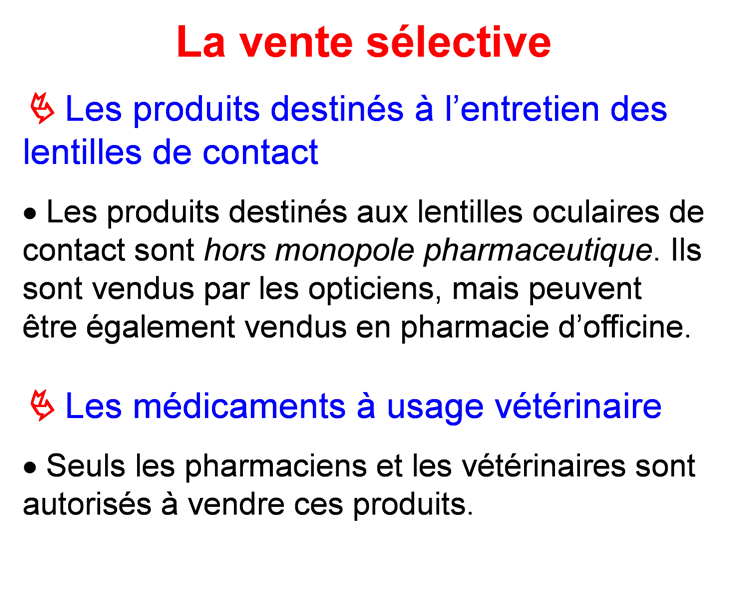 La vente sélective
Les produits destinés à l’entretien des
lentilles de contact
• Les produits destinés aux lentilles oculaires de
contact sont hors monopole pharmaceutique. Ils
sont vendus par les opticiens, mais peuvent
être également vendus en pharmacie d’officine.
Les médicaments à usage vétérinaire
• Seuls les pharmaciens et les vétérinaires sont
autorisés à vendre ces produits.